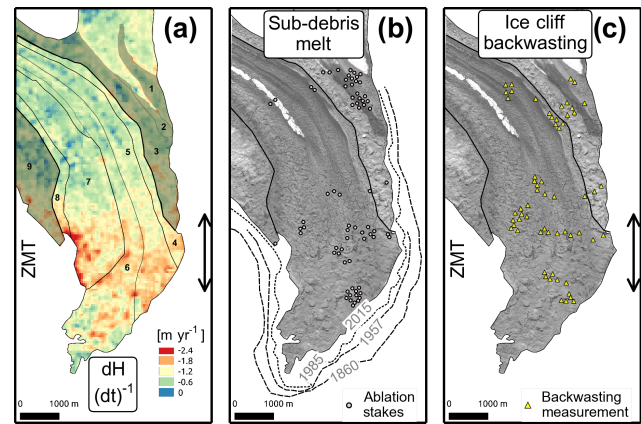 (a)
1
2
3
4
5
6
7
8
9
ZMT
[m yr⁻¹]
-2.4
-1.8
-1.2
-0.6
0
dH
(dt)⁻¹
0
1000 m
Sub-debris
melt
(b)
2015
1957
1985
1860
0
1000 m
Ablation
stakes
Ice cliff
backwasting
(c)
ZMT
0
1000 m
Backwasting
measurement